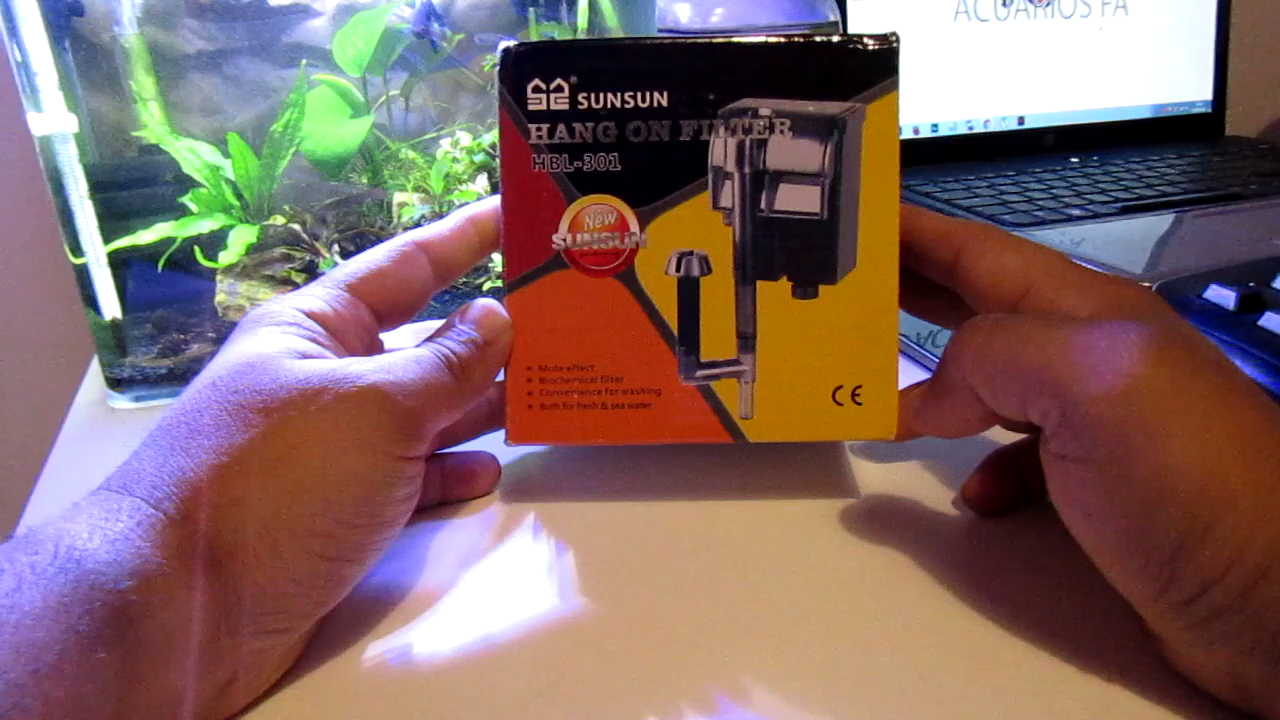 ACUARIOS FA
SUNSUN
HANG ON FILTER
HBL-301
New
SUNSUN
Mute effect
Biochemical filter
Convenience for washing
Both for fresh & sea water
CE